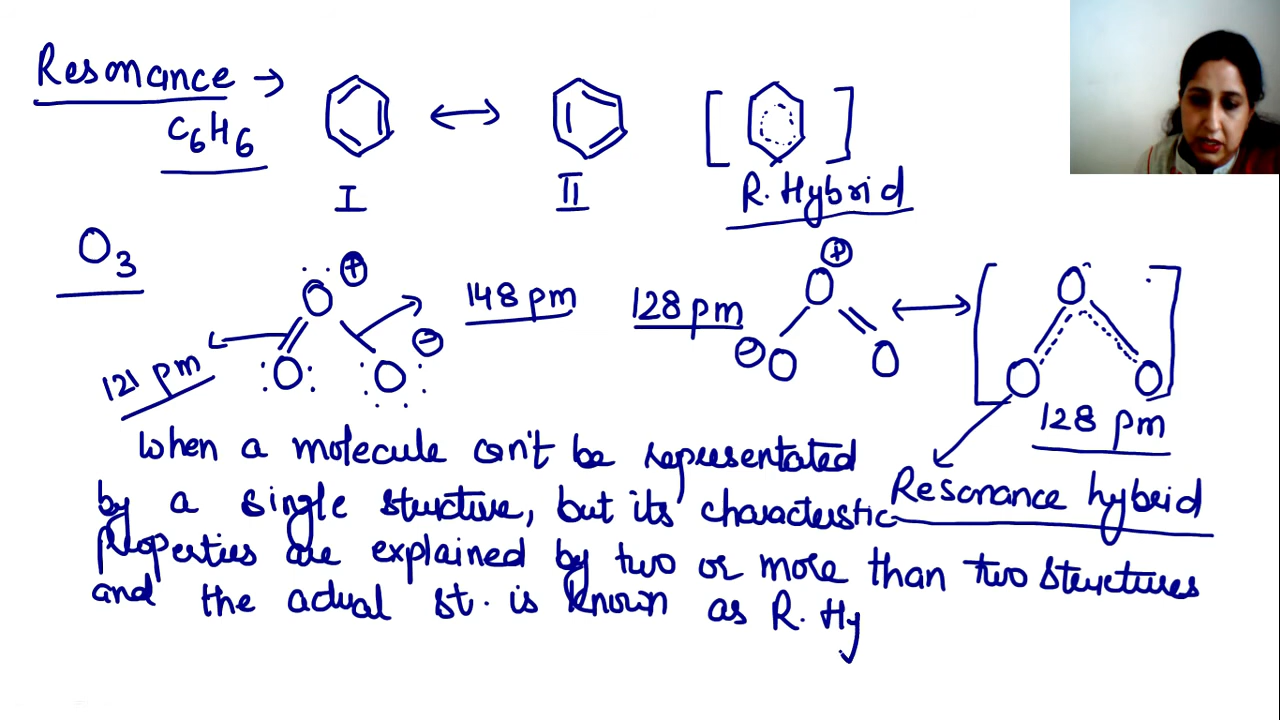 Resonance →
C6H6
I ↔ II
[ ]
R. Hybrid
O3
O ⊕
O O ⊖
121 pm
148 pm
128 pm
O ⊕
⊖ O O
↔ [ O
O O ]
128 pm
Resonance hybrid
When a molecule can't be representated
by a single structure, but its characterstic
properties are explained by two or more than two structures
and the actual st. is known as R. Hy